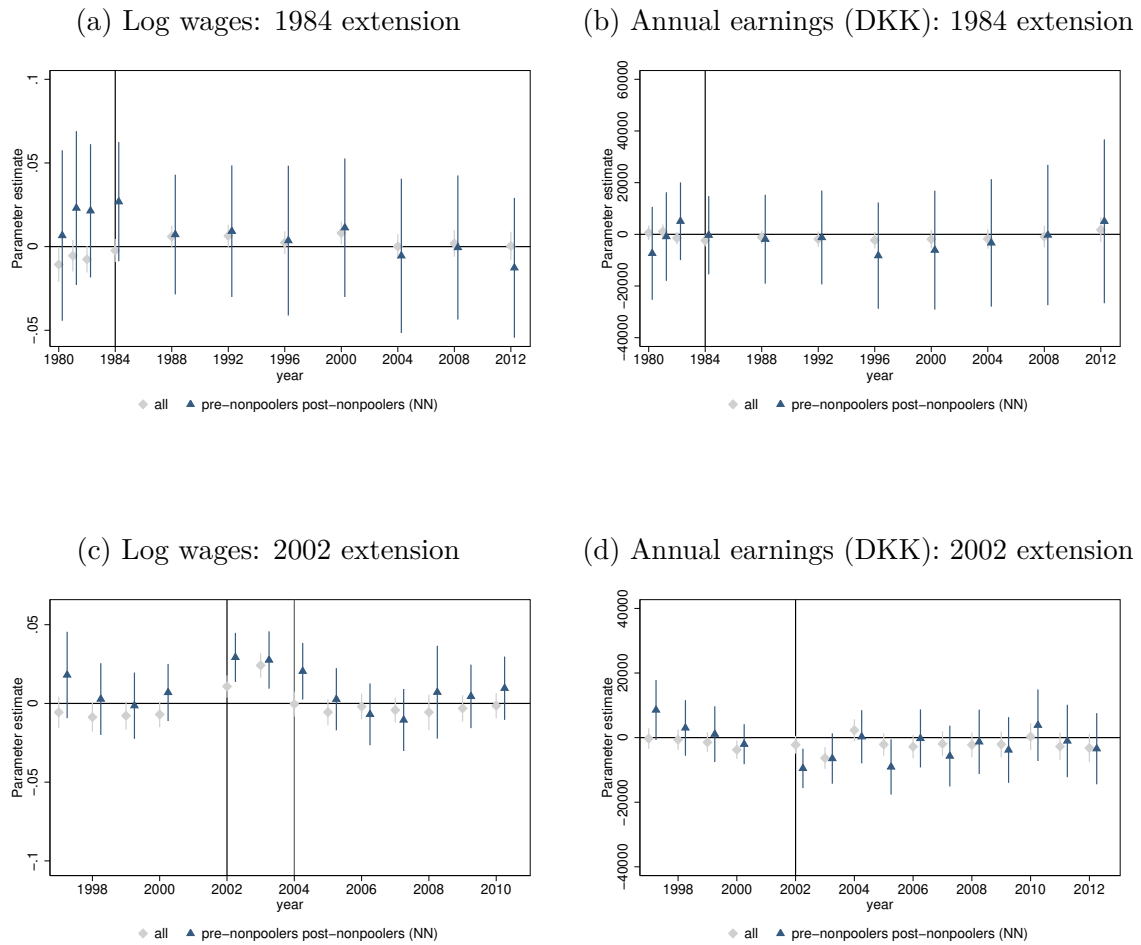 (a) Log wages: 1984 extension
(b) Annual earnings (DKK): 1984 extension
Parameter estimate
.1
.05
0
−.05
1980 1984 1988 1992 1996 2000 2004 2008 2012
year
all pre−nonpoolers post−nonpoolers (NN)
Parameter estimate
60000
40000
20000
0
−20000
−40000
1980 1984 1988 1992 1996 2000 2004 2008 2012
year
all pre−nonpoolers post−nonpoolers (NN)
(c) Log wages: 2002 extension
(d) Annual earnings (DKK): 2002 extension
Parameter estimate
.05
0
−.05
−.1
1998 2000 2002 2004 2006 2008 2010
year
all pre−nonpoolers post−nonpoolers (NN)
Parameter estimate
40000
20000
0
−20000
−40000
1998 2000 2002 2004 2006 2008 2010 2012
year
all pre−nonpoolers post−nonpoolers (NN)